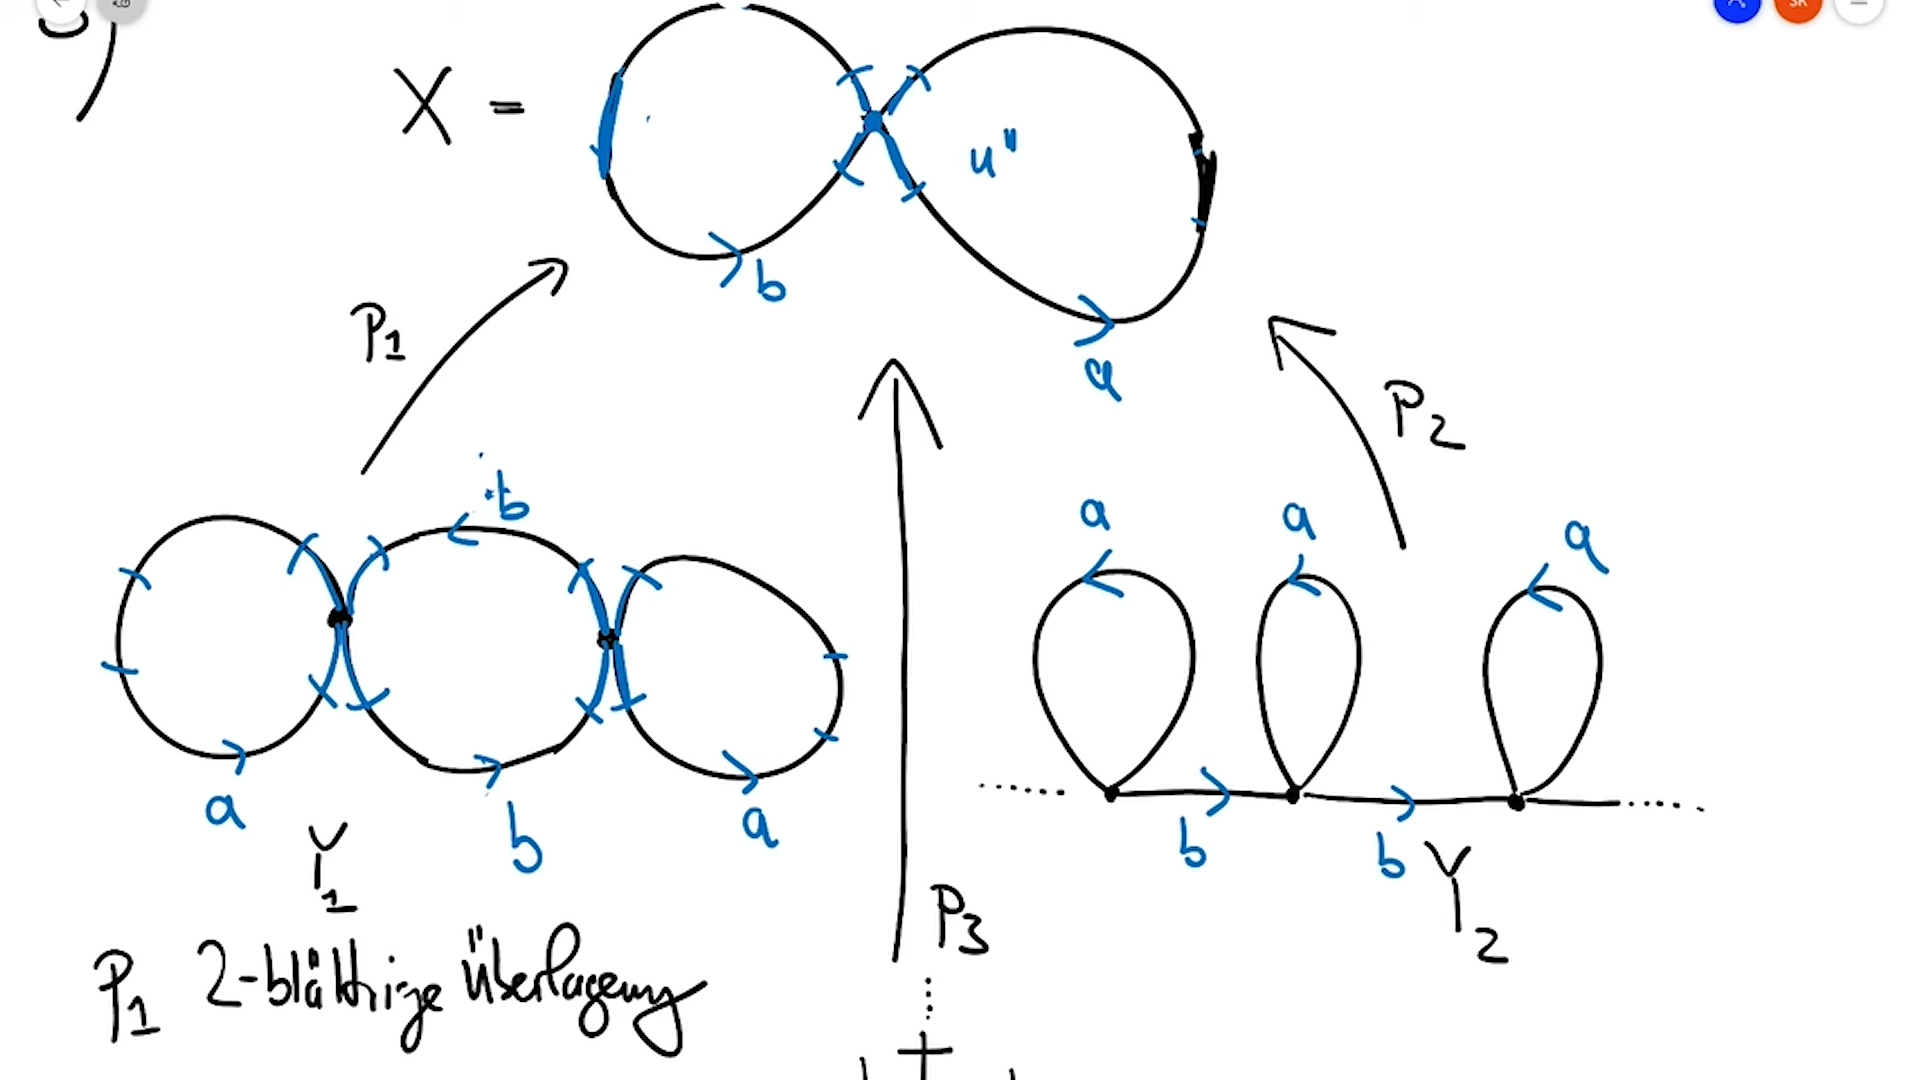 X =
u"
b
a
P1
P2
b
a
a
a
a
b
a
b
b
Y1
Y2
P3
P1 2-blättrige Überlagerung